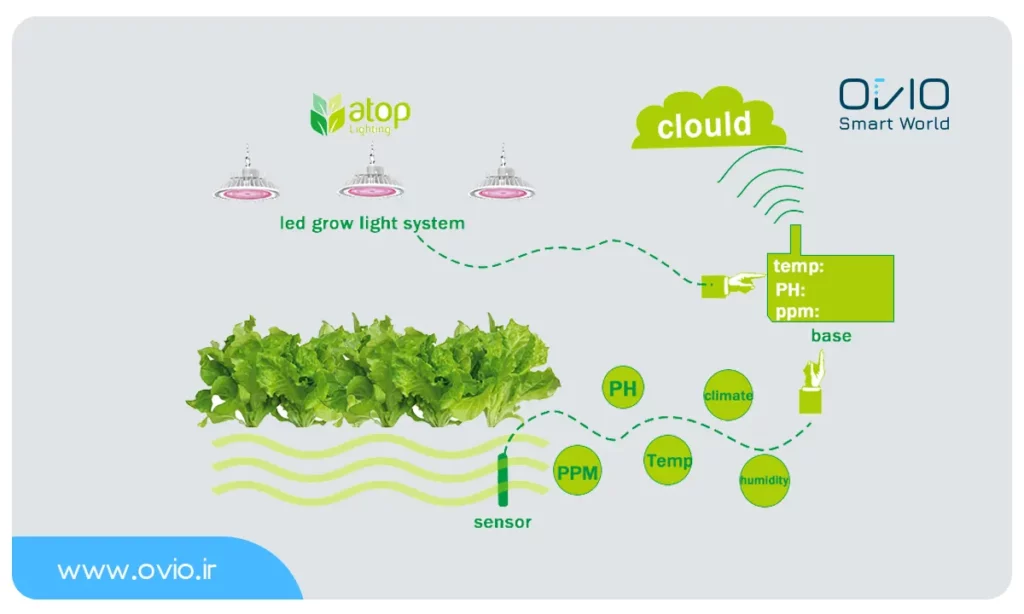 atop
Lighting
clould
OVIO
Smart World
led grow light system
temp:
PH:
ppm:
base
PH
climate
PPM
Temp
humidity
sensor
www.ovio.ir